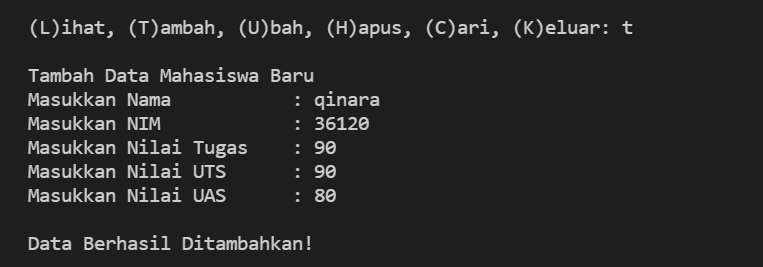 (L)ihat, (T)ambah, (U)bah, (H)apus, (C)ari, (K)eluar: t
Tambah Data Mahasiswa Baru
Masukkan Nama : qinara
Masukkan NIM : 36120
Masukkan Nilai Tugas : 90
Masukkan Nilai UTS : 90
Masukkan Nilai UAS : 80
Data Berhasil Ditambahkan!